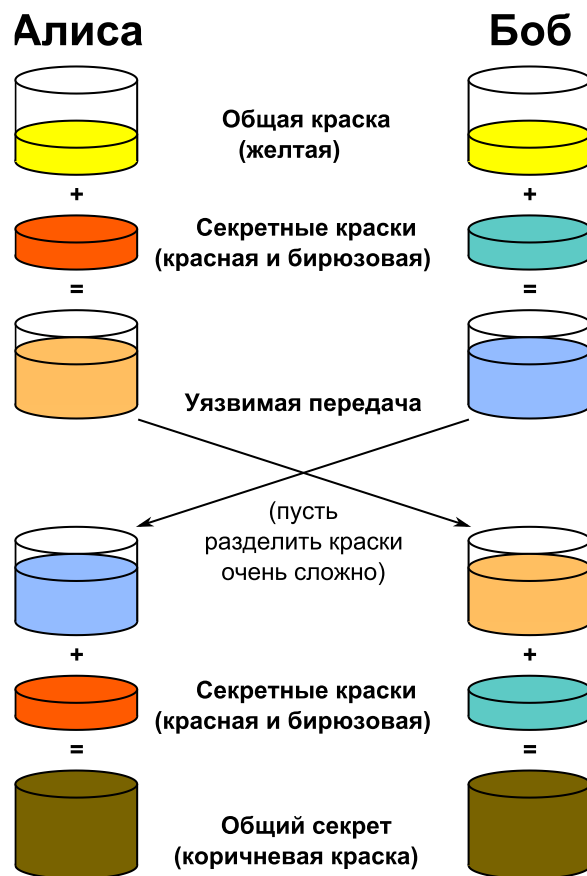 Алиса
Боб
Общая краска
(желтая)
+
+
Секретные краски
(красная и бирюзовая)
=
=
Уязвимая передача
(пусть
разделить краски
очень сложно)
+
+
Секретные краски
(красная и бирюзовая)
=
=
Общий секрет
(коричневая краска)